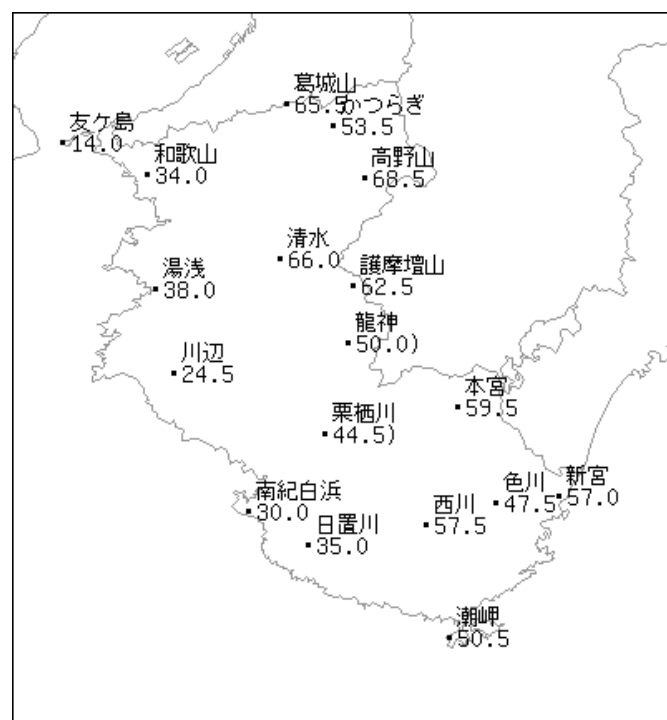 葛城山
65.5
かつらぎ
53.5
友ケ島
14.0
和歌山
34.0
高野山
68.5
清水
66.0
護摩壇山
62.5
湯浅
38.0
龍神
50.0)
川辺
24.5
本宮
59.5
栗栖川
44.5)
南紀白浜
30.0
日置川
35.0
西川
57.5
色川
47.5
新宮
57.0
潮岬
50.5